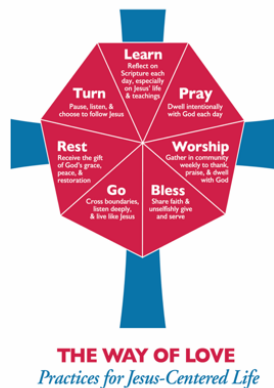 Learn
Reflect on
Scripture each
day, especially
on Jesus' life
& teachings
Pray
Dwell intentionally
with God each day
Worship
Gather in community
weekly to thank,
praise, & dwell
with God
Bless
Share faith &
unselfishly give
and serve
Go
Cross boundaries,
listen deeply,
& live like Jesus
Rest
Receive the gift
of God's grace,
peace, &
restoration
Turn
Pause, listen, &
choose to follow Jesus
THE WAY OF LOVE
Practices for Jesus-Centered Life